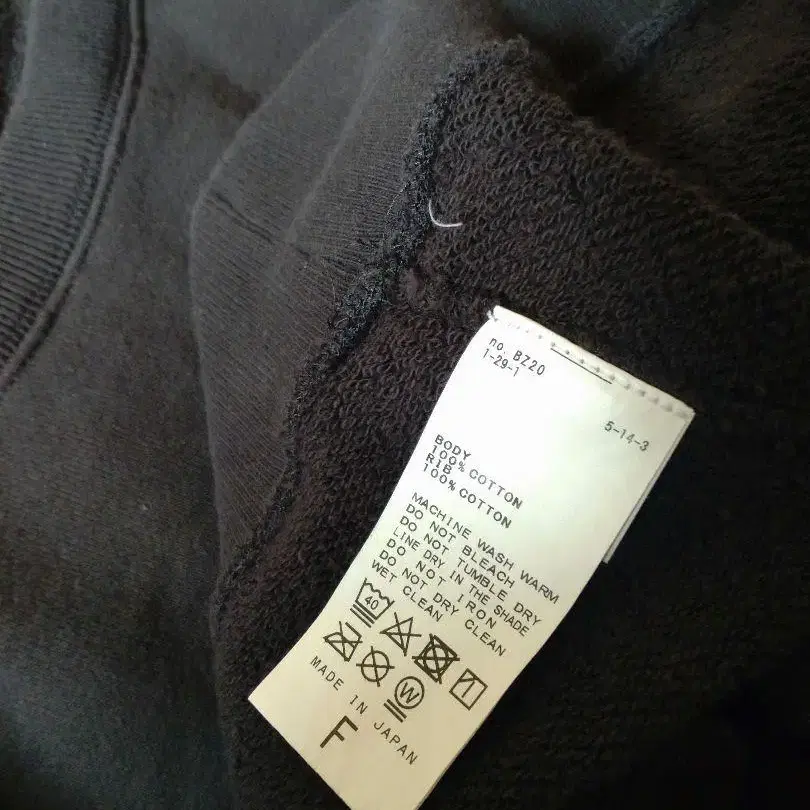 no. BZ20
1-29-1
5-14-3
BODY
100% COTTON
RIB
100% COTTON
MACHINE WASH WARM
DO NOT BLEACH
DO NOT TUMBLE DRY
LINE DRY IN THE SHADE
DO NOT IRON
DO NOT DRY CLEAN
WET CLEAN
40
W
MADE IN JAPAN
F